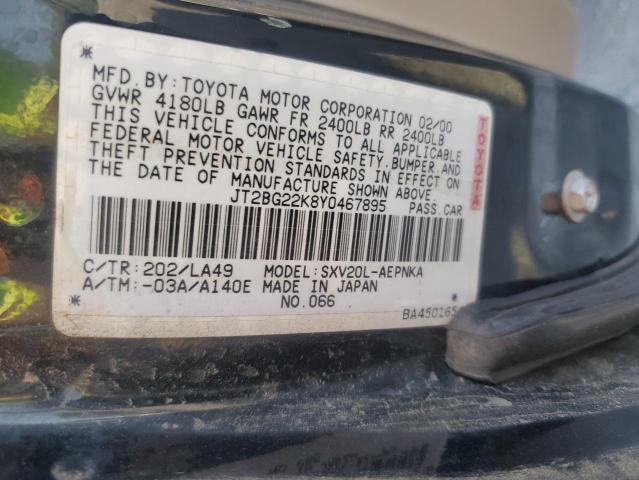 MFD. BY: TOYOTA MOTOR CORPORATION 02/00
GVWR 4180LB GAWR FR 2400LB RR 2400LB
THIS VEHICLE CONFORMS TO ALL APPLICABLE
FEDERAL MOTOR VEHICLE SAFETY, BUMPER, AND
THEFT PREVENTION STANDARDS IN EFFECT ON
THE DATE OF MANUFACTURE SHOWN ABOVE.
JT2BG22K8Y0467895 PASS. CAR
TOYOTA
C/TR: 202/LA49 MODEL: SXV20L-AEPNKA
A/TM: -03A/A140E MADE IN JAPAN
NO. 066
BA450165